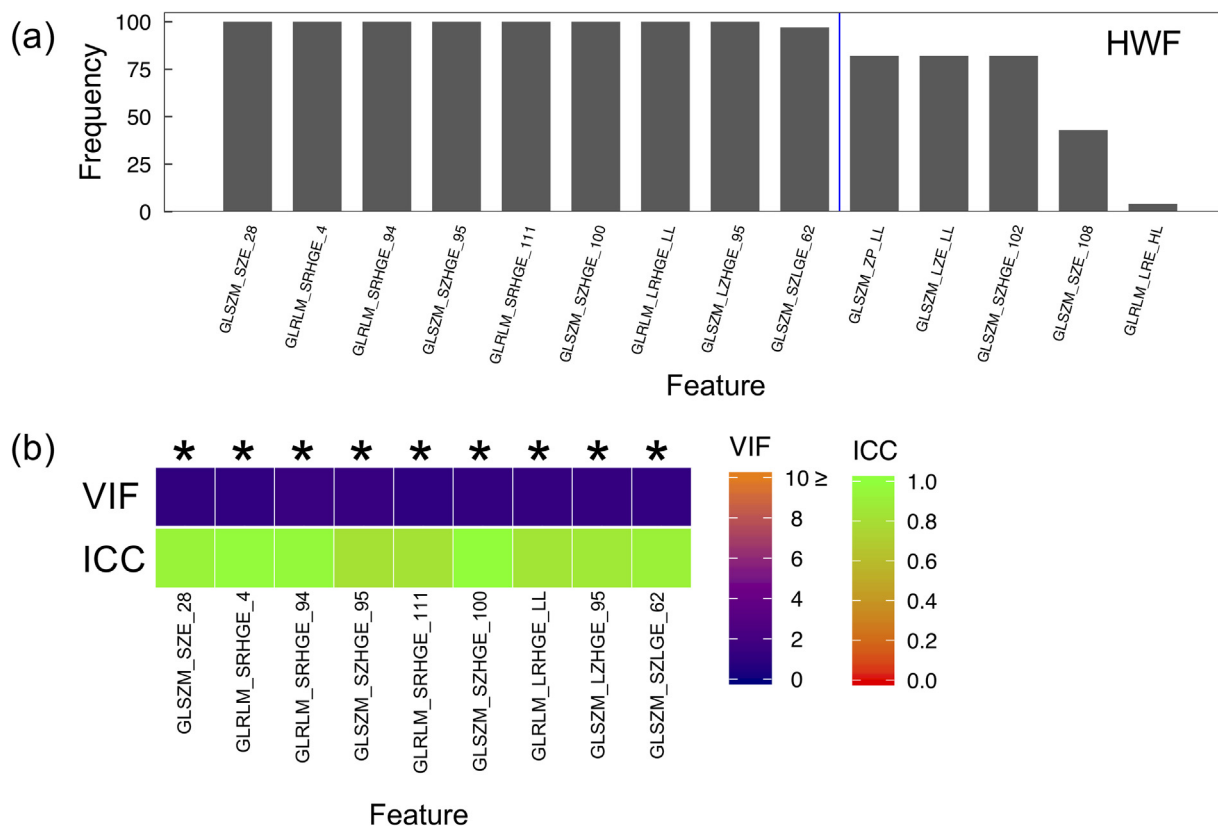 (a)
HWF
Frequency
100
75
50
25
0
GLSZM_SZE_28
GLRLM_SRHGE_4
GLRLM_SRHGE_94
GLSZM_SZHGE_95
GLRLM_SRHGE_111
GLSZM_SZHGE_100
GLRLM_LRHGE_LL
GLSZM_LZHGE_95
GLSZM_SZLGE_62
GLSZM_ZP_LL
GLSZM_LZE_LL
GLSZM_SZHGE_102
GLSZM_SZE_108
GLRLM_LRE_HL
Feature
(b)
* * * * * * * * *
VIF
ICC
GLSZM_SZE_28
GLRLM_SRHGE_4
GLRLM_SRHGE_94
GLSZM_SZHGE_95
GLRLM_SRHGE_111
GLSZM_SZHGE_100
GLRLM_LRHGE_LL
GLSZM_LZHGE_95
GLSZM_SZLGE_62
Feature
VIF
10 ≥
8
6
4
2
0
ICC
1.0
0.8
0.6
0.4
0.2
0.0